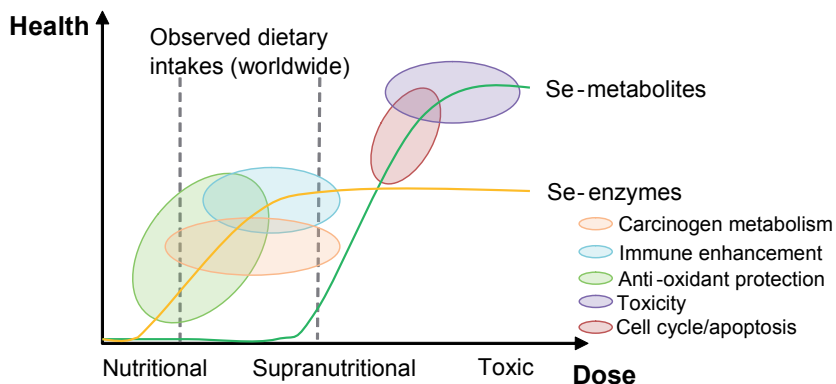 Health
Observed dietary
intakes (worldwide)
Se-metabolites
Se-enzymes
Carcinogen metabolism
Immune enhancement
Anti-oxidant protection
Toxicity
Cell cycle/apoptosis
Nutritional
Supranutritional
Toxic
Dose